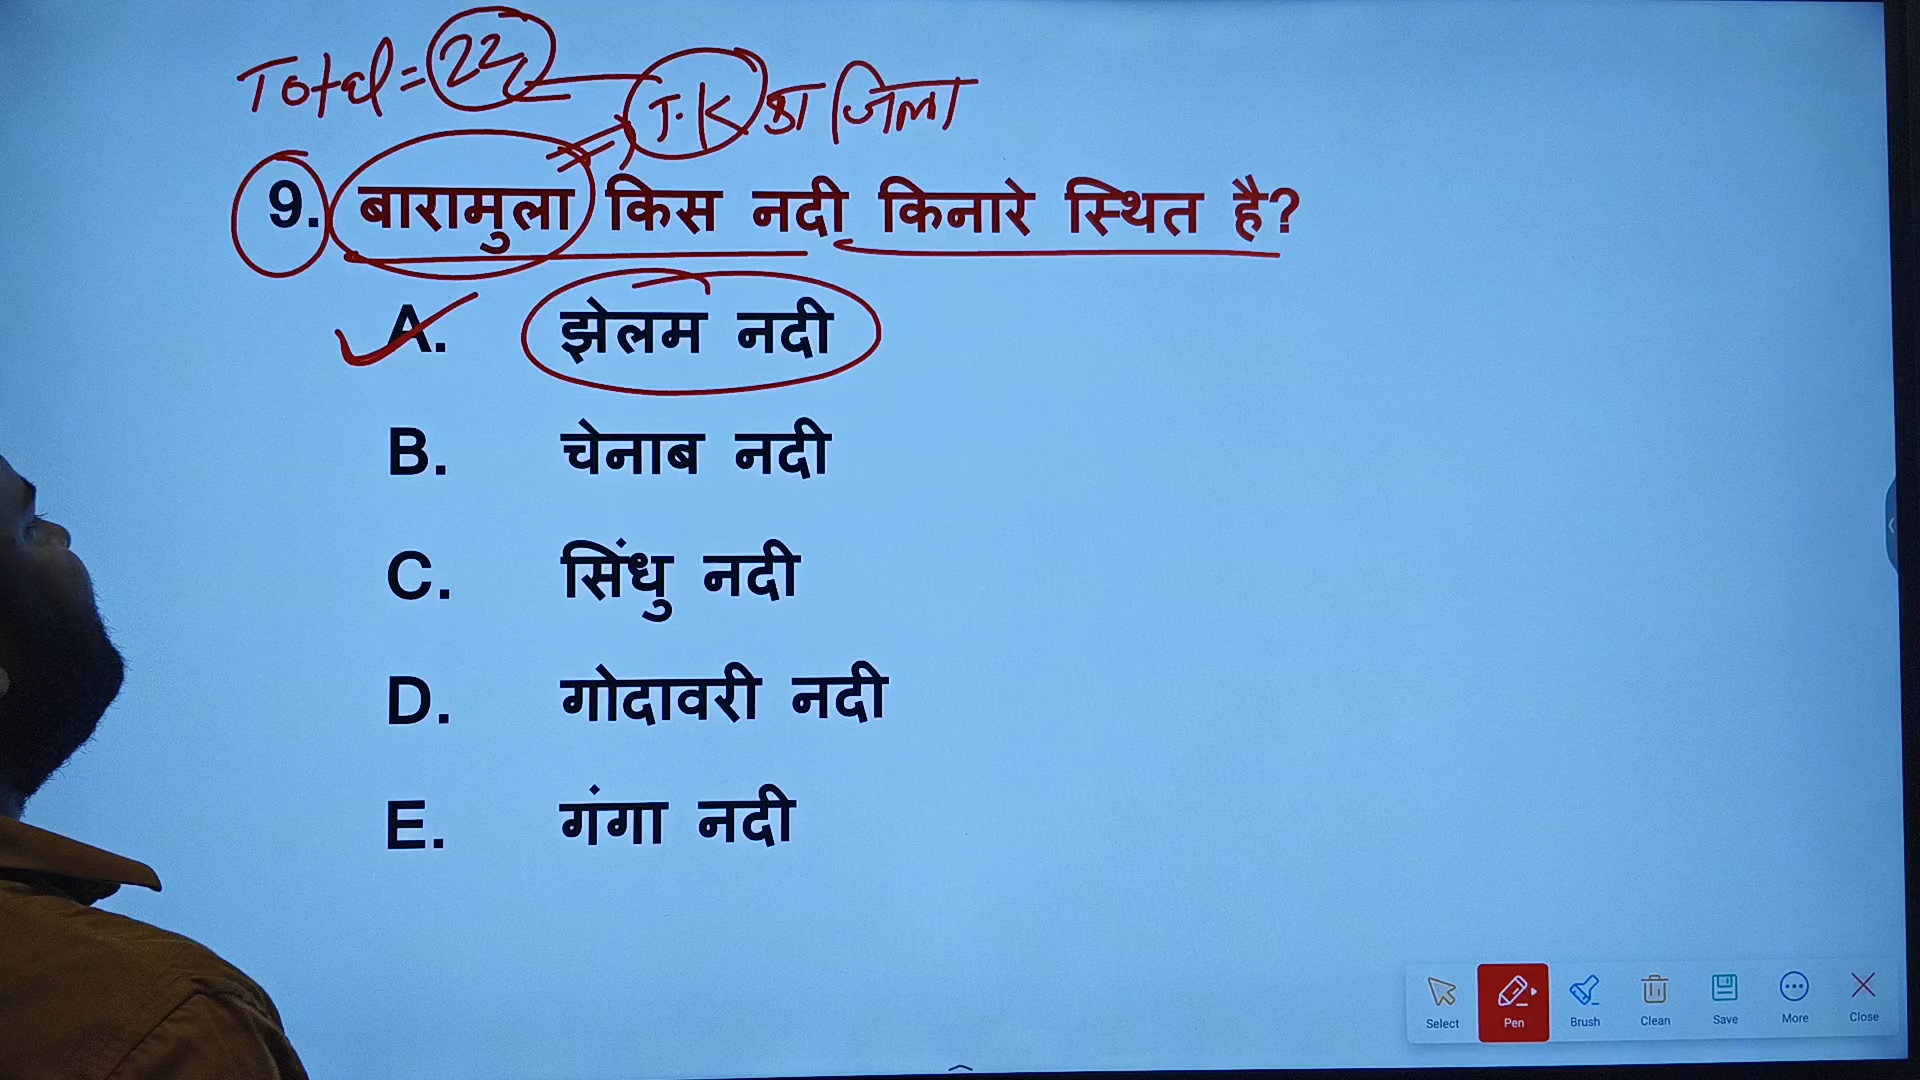 Total = 22 J.K का जिला
9. बारामुला किस नदी किनारे स्थित है?
A. झेलम नदी
B. चेनाब नदी
C. सिंधु नदी
D. गोदावरी नदी
E. गंगा नदी
Select Pen Brush Clean Save More Close